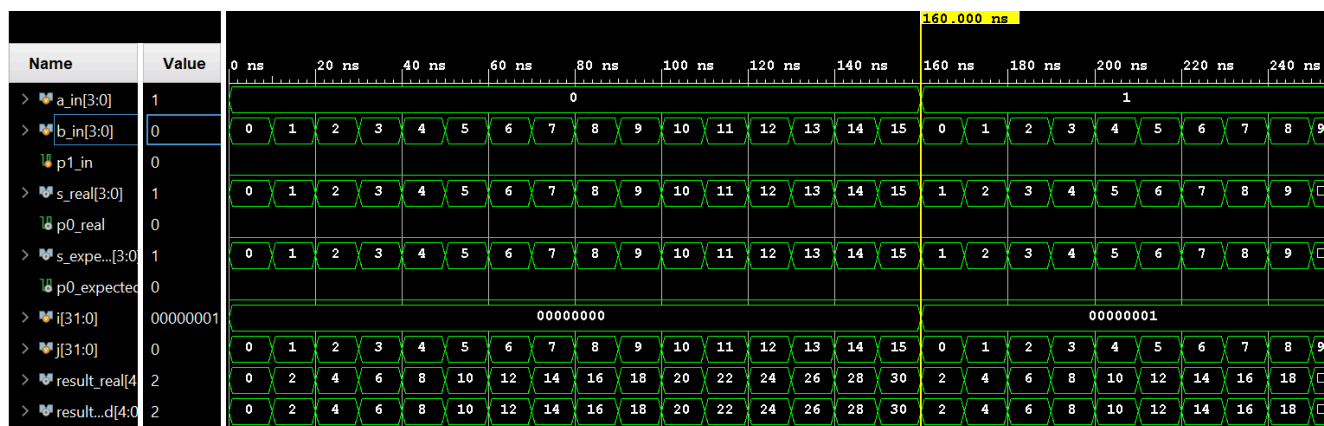 160.000 ns
Name Value 0 ns 20 ns 40 ns 60 ns 80 ns 100 ns 120 ns 140 ns 160 ns 180 ns 200 ns 220 ns 240 ns
> a_in[3:0] 1 0 1
> b_in[3:0] 0 0 1 2 3 4 5 6 7 8 9 10 11 12 13 14 15 0 1 2 3 4 5 6 7 8 9
p1_in 0
> s_real[3:0] 1 0 1 2 3 4 5 6 7 8 9 10 11 12 13 14 15 1 2 3 4 5 6 7 8 9
p0_real 0
> s_expe...[3:0 1 0 1 2 3 4 5 6 7 8 9 10 11 12 13 14 15 1 2 3 4 5 6 7 8 9
p0_expected 0
> i[31:0] 00000001 00000000 00000001
> j[31:0] 0 0 1 2 3 4 5 6 7 8 9 10 11 12 13 14 15 0 1 2 3 4 5 6 7 8 9
> result_real[4 2 0 2 4 6 8 10 12 14 16 18 20 22 24 26 28 30 2 4 6 8 10 12 14 16 18
> result...d[4:0 2 0 2 4 6 8 10 12 14 16 18 20 22 24 26 28 30 2 4 6 8 10 12 14 16 18